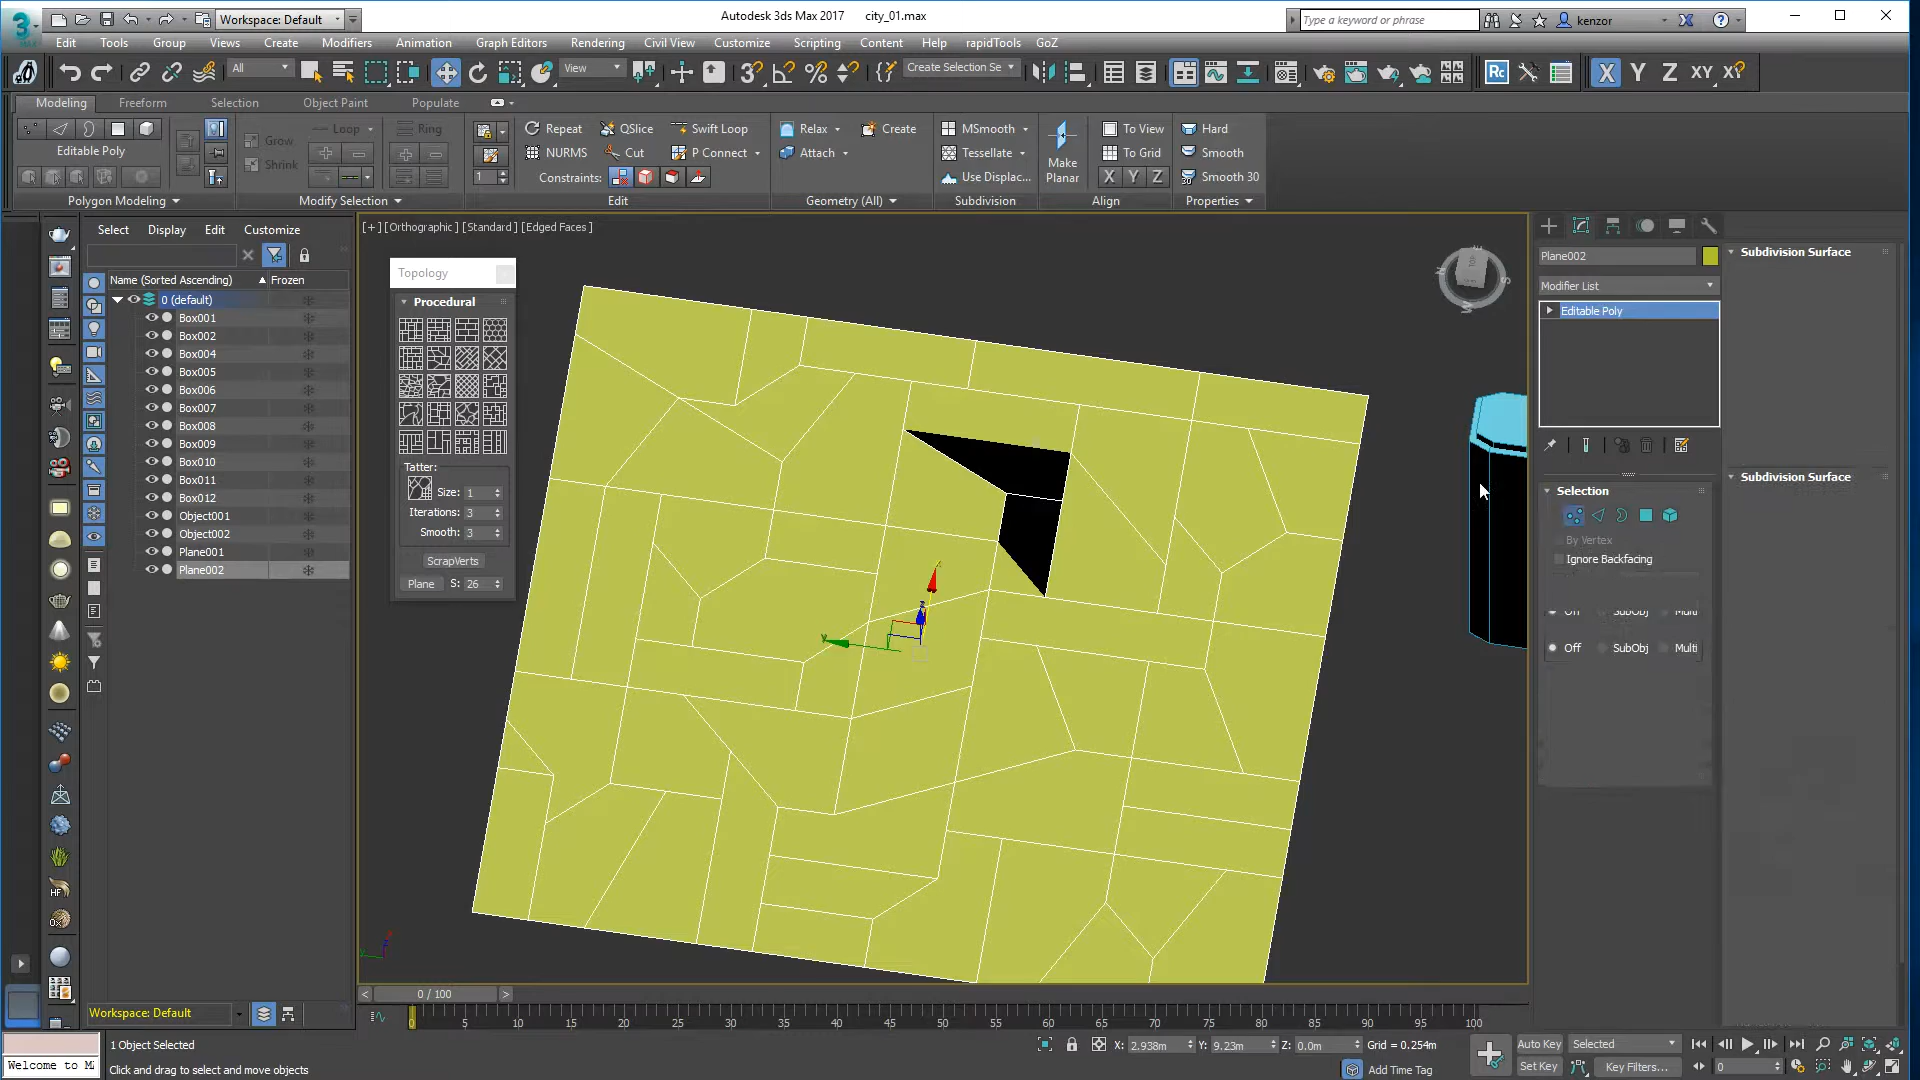 Workspace: Default
Autodesk 3ds Max 2017 city_01.max
Type a keyword or phrase
kenzor
Edit Tools Group Views Create Modifiers Animation Graph Editors Rendering Civil View Customize Scripting Content Help rapidTools GoZ
All View Create Selection Se X Y Z XY
Modeling Freeform Selection Object Paint Populate
Grow Loop Ring Repeat QSlice Swift Loop Relax Create MSmooth To View Hard
Editable Poly Shrink NURMS Cut P Connect Attach Tessellate Make Planar To Grid Smooth
1 Constraints: Use Displac... X Y Z Smooth 30
Polygon Modeling Modify Selection Edit Geometry (All) Subdivision Align Properties
Select Display Edit Customize
Name (Sorted Ascending) Frozen
0 (default)
Box001
Box002
Box004
Box005
Box006
Box007
Box008
Box009
Box010
Box011
Box012
Object001
Object002
Plane001
Plane002
Workspace: Default
[+] [Orthographic] [Standard] [Edged Faces]
Topology
Procedural
Tatter:
Size: 1
Iterations: 3
Smooth: 3
ScrapVerts
Plane S: 26
Plane002
Modifier List
Editable Poly
Selection
By Vertex
Ignore Backfacing
Off SubObj Multi
Off SubObj Multi
Subdivision Surface
Subdivision Surface
0 / 100
0 5 10 15 20 25 30 35 40 45 50 55 60 65 70 75 80 85 90 95 100
1 Object Selected
X: 2.938m Y: 9.23m Z: 0.0m Grid = 0.254m
Auto Key Selected
Welcome to M
Click and drag to select and move objects
Add Time Tag
Set Key Key Filters... 0